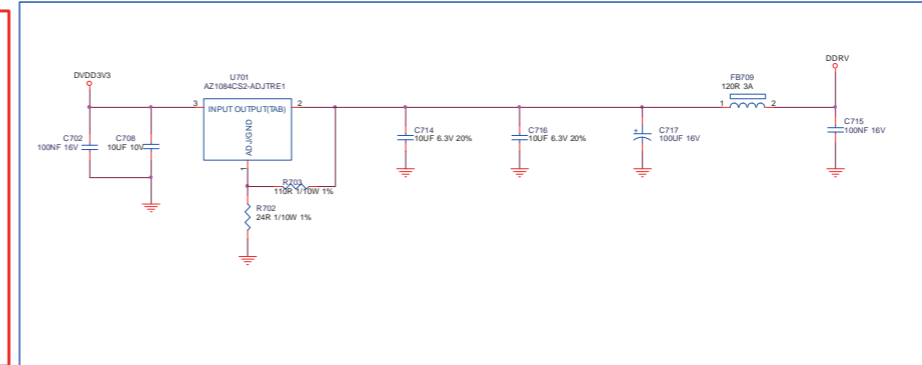 DVDD3V3
C702
100NF 16V
C708
10UF 10V
U701
AZ1084CS2-ADJTRE1
3
INPUT OUTPUT(TAB)
2
ADJ/GND
1
R703
110R 1/10W 1%
R702
24R 1/10W 1%
C714
10UF 6.3V 20%
C716
10UF 6.3V 20%
+
C717
100UF 16V
FB709
120R 3A
1
2
DDRV
C715
100NF 16V